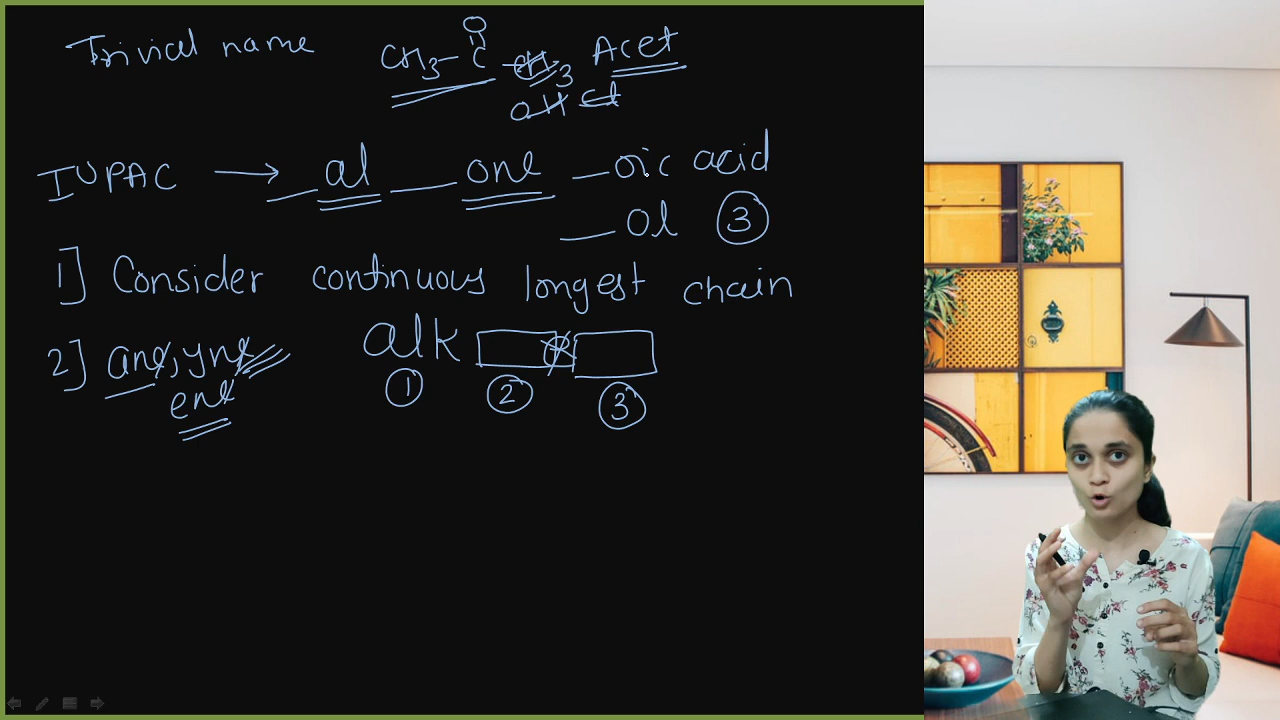 Trivial name CH3-C CH3 Acet
O
OH
IUPAC → _al _one _oic acid
_ol 3
1] Consider continuous longest chain
2] ane, yne alk
ene 1 2 3